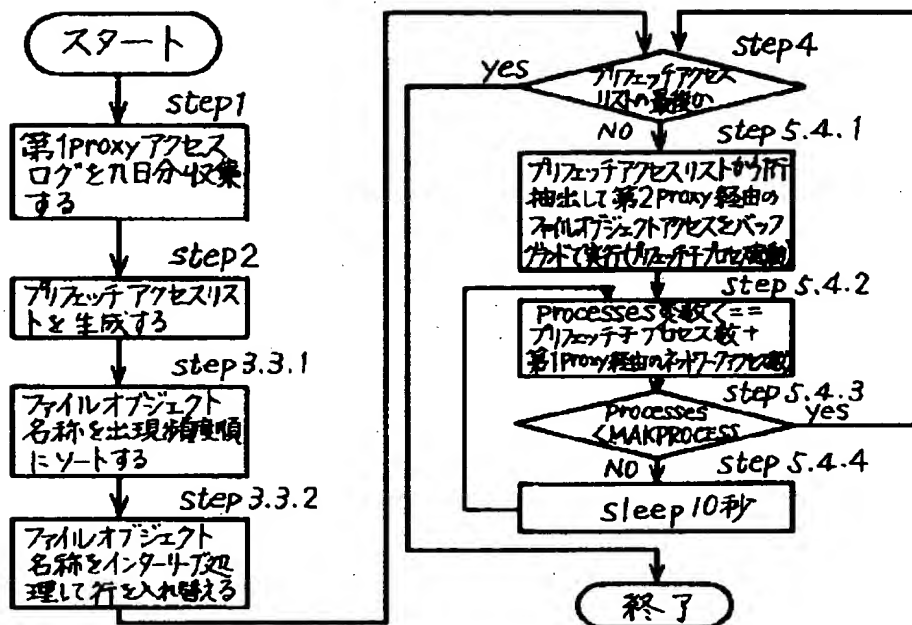 スタート
step1
第1proxyアクセス
ログをn日分収集
する
step2
プリフェッチアクセスリス
トを生成する
step3.3.1
ファイルオブジェクト
名称を出現頻度順
にソートする
step3.3.2
ファイルオブジェクト
名称をインターリーブ処
理して行を入れ替える
step4
プリフェッチアクセス
リストの最後か
yes
NO
step5.4.1
プリフェッチアクセスリストから1行
抽出して第2proxy経由の
ファイルオブジェクトアクセスをバック
グランドで実行(プリフェッチ子プロセス起動)
step5.4.2
processes変数<==
プリフェッチ子プロセス数+
第1proxy経由のネットワークアクセス数
step5.4.3
processes
<MAKPROCESS
yes
NO
step5.4.4
sleep10秒
終了